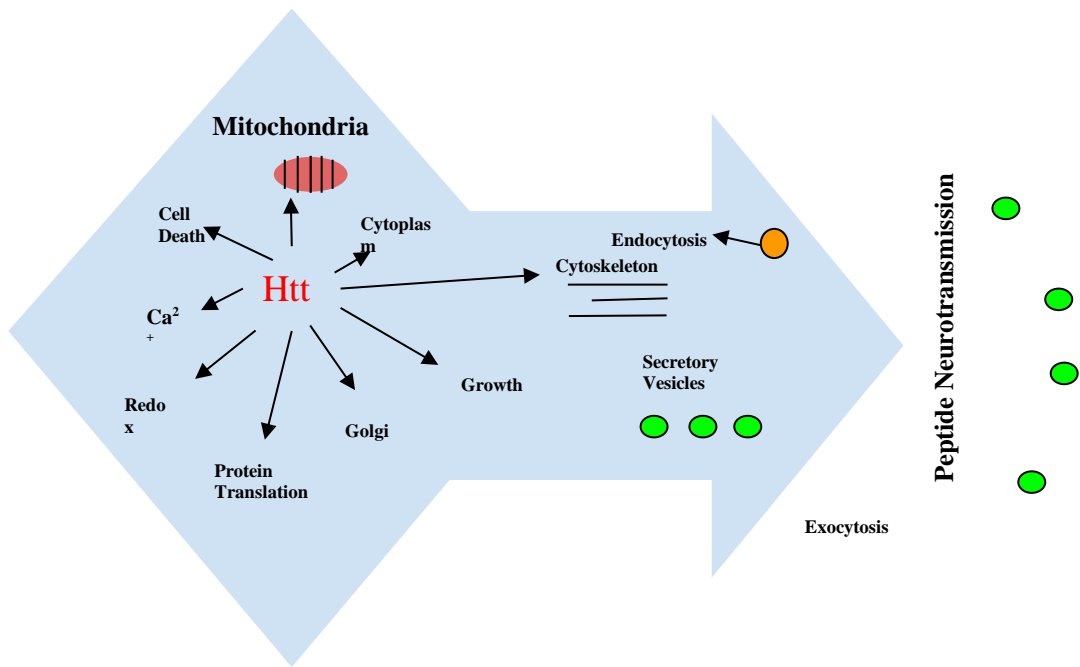 Mitochondria
Cell
Death
Cytoplas
m
Htt
Ca²
+
Redo
x
Protein
Translation
Golgi
Growth
Endocytosis
Cytoskeleton
Secretory
Vesicles
Exocytosis
Peptide Neurotransmission